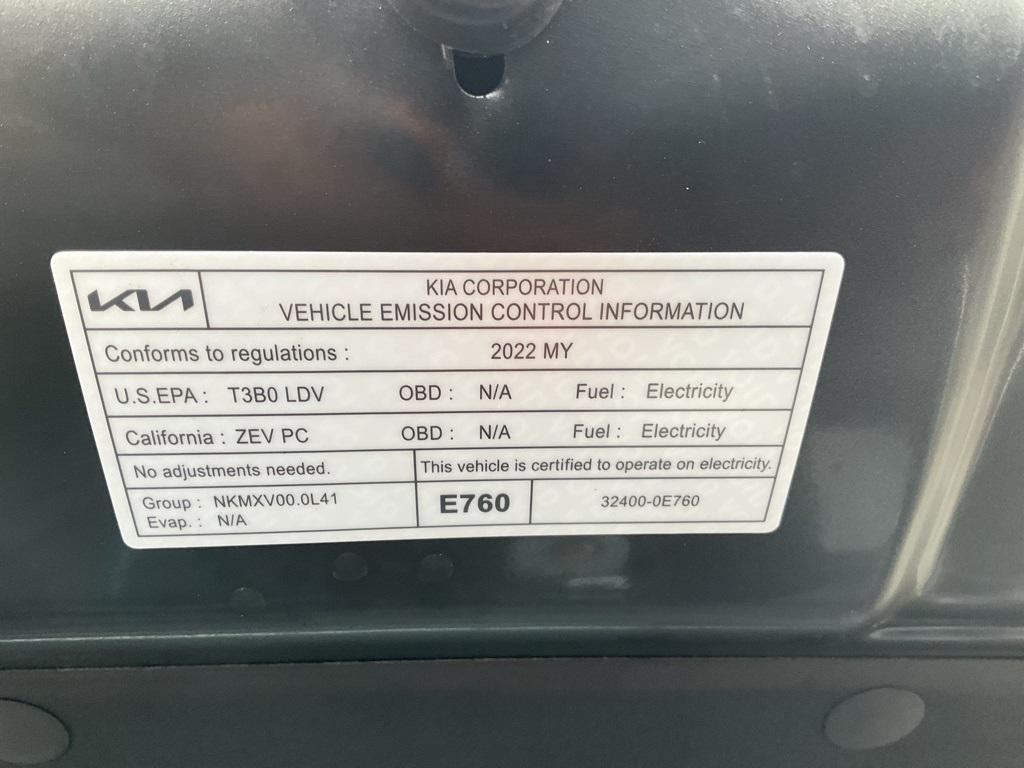 KIA
KIA CORPORATION
VEHICLE EMISSION CONTROL INFORMATION
Conforms to regulations : 2022 MY
U.S.EPA : T3B0 LDV OBD : N/A Fuel : Electricity
California : ZEV PC OBD : N/A Fuel : Electricity
No adjustments needed. This vehicle is certified to operate on electricity.
Group : NKMXV00.0L41
Evap. : N/A
E760
32400-0E760